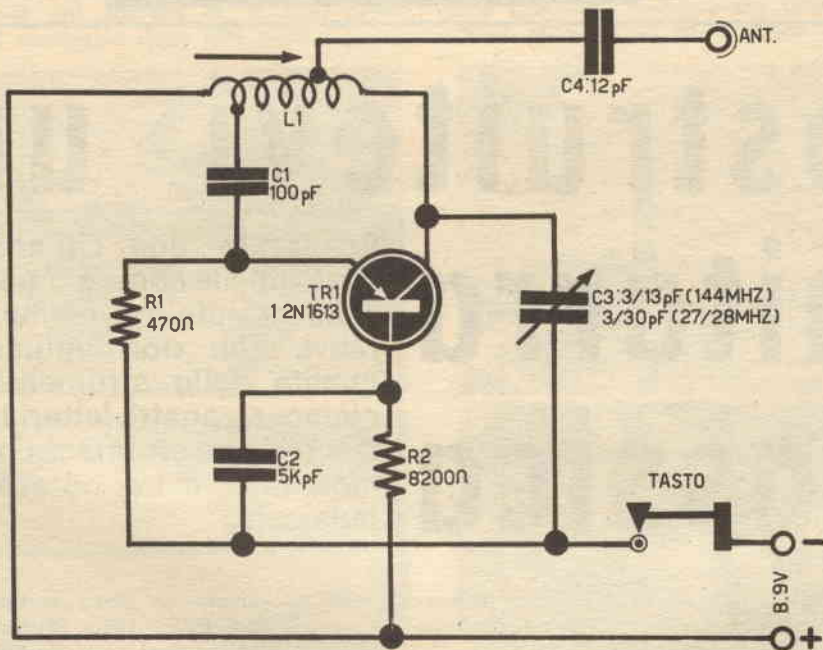 ANT.
C4:12pF
L1
C1
100pF
TR1
1 2N1613
C3:3/13pF(144MHZ)
3/30pF(27/28MHZ)
R1
470Ω
C2
5KpF
R2
8200Ω
TASTO
-
B:9V
+